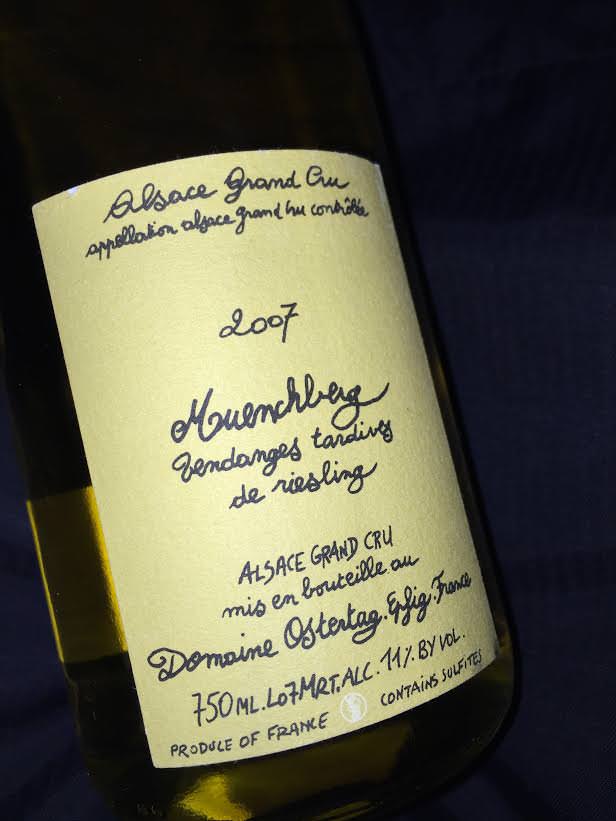 Alsace Grand Cru
appellation alsace grand cru contrôlée
2007
Muenchberg
Vendanges tardives
de riesling
ALSACE GRAND CRU
mis en bouteille au
Domaine Ostertag. Epfig. France
750ML. L07MRT. ALC. 11%. BY VOL.
PRODUCE OF FRANCE CONTAINS SULFITES